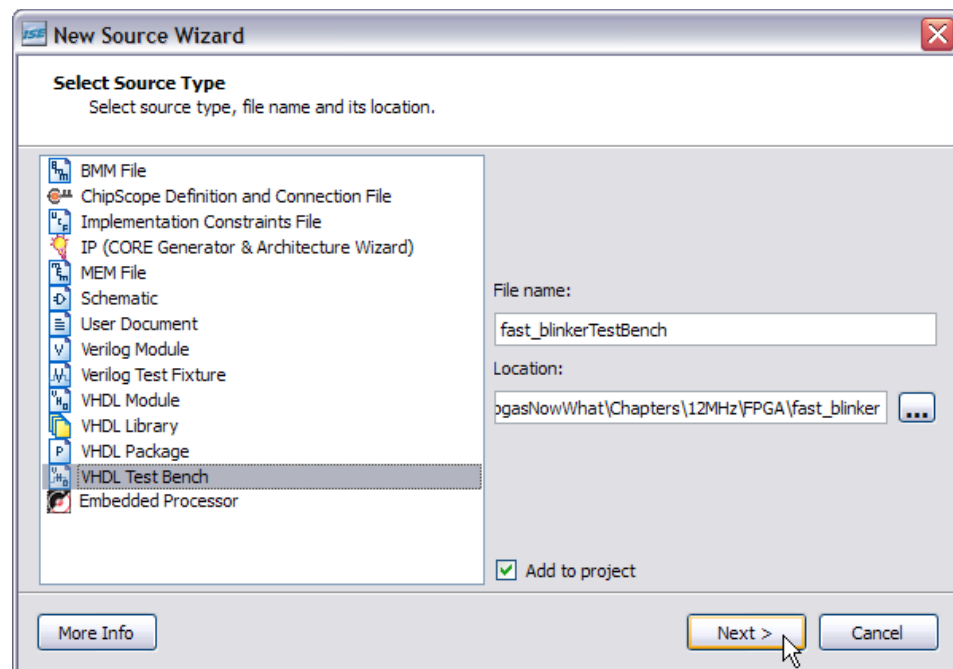 ISE New Source Wizard
Select Source Type
Select source type, file name and its location.
BMM File
ChipScope Definition and Connection File
Implementation Constraints File
IP (CORE Generator & Architecture Wizard)
MEM File
Schematic
User Document
Verilog Module
Verilog Test Fixture
VHDL Module
VHDL Library
VHDL Package
VHDL Test Bench
Embedded Processor
File name:
fast_blinkerTestBench
Location:
ogasNowWhat\Chapters\12MHz\FPGA\fast_blinker
...
Add to project
More Info
Next >
Cancel